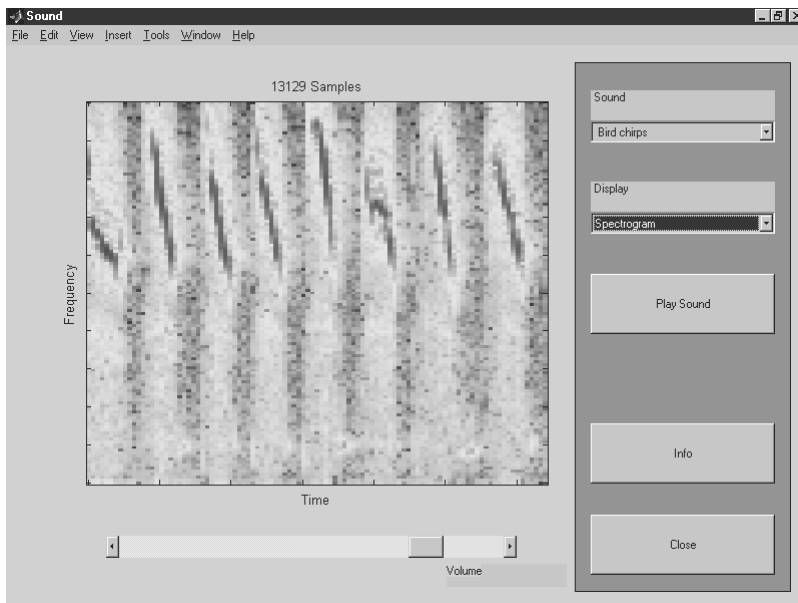 Sound
File Edit View Insert Tools Window Help
13129 Samples
Frequency
Time
Volume
Sound
Bird chirps
Display
Spectrogram
Play Sound
Info
Close